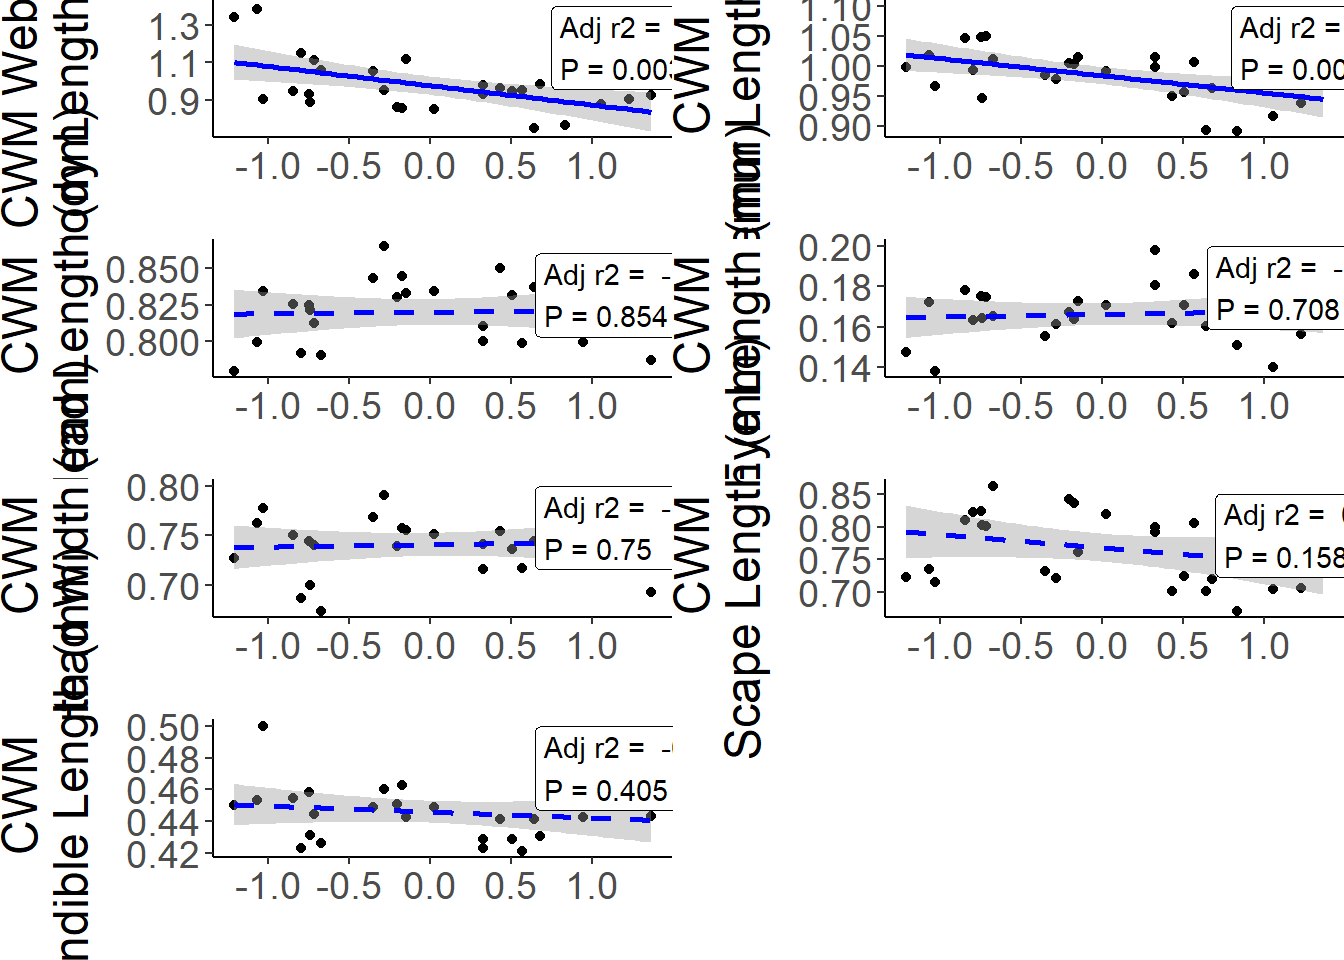 CWM Web
Length
(dynL)
1.3
1.1
0.9
Adj r2 =
P = 0.003
-1.0 -0.5 0.0 0.5 1.0
CWM
Length
1.10
1.05
1.00
0.95
0.90
Adj r2 =
P = 0.00
-1.0 -0.5 0.0 0.5 1.0
CWM
Length
0.850
0.825
0.800
Adj r2 = -
P = 0.854
-1.0 -0.5 0.0 0.5 1.0
CWM
Length
0.20
0.18
0.16
0.14
Adj r2 = -
P = 0.708
-1.0 -0.5 0.0 0.5 1.0
CWM
Width
0.80
0.75
0.70
Adj r2 = -
P = 0.75
-1.0 -0.5 0.0 0.5 1.0
CWM
Scape Length
0.85
0.80
0.75
0.70
Adj r2 =
P = 0.158
-1.0 -0.5 0.0 0.5 1.0
CWM
ndible Length
0.50
0.48
0.46
0.44
0.42
Adj r2 = -
P = 0.405
-1.0 -0.5 0.0 0.5 1.0